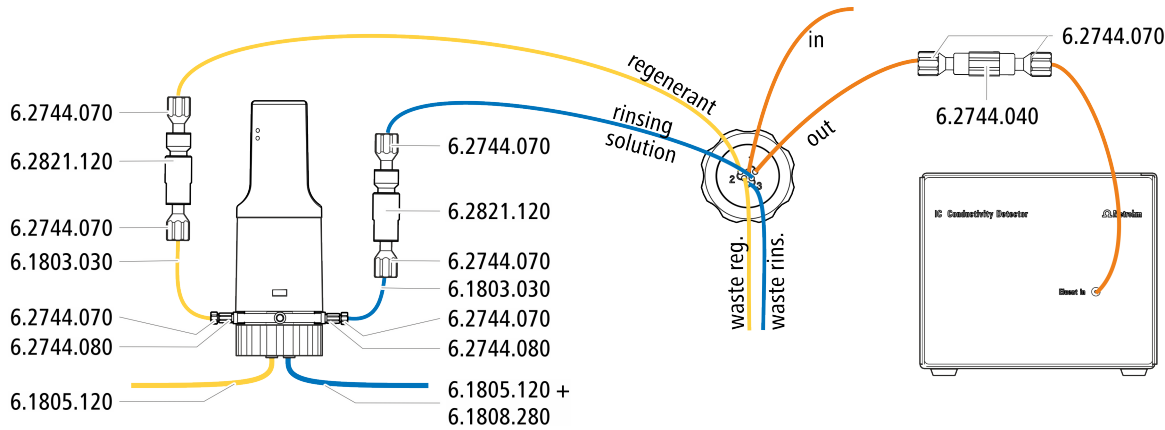 6.2744.070
6.2821.120
6.2744.070
6.1803.030
6.2744.070
6.2744.080
6.1805.120
6.2744.070
6.2821.120
6.2744.070
6.1803.030
6.2744.070
6.2744.080
6.1805.120 +
6.1808.280
regenerant
rinsing
solution
in
out
1
2
3
waste reg.
waste rins.
6.2744.070
6.2744.040
IC Conductivity Detector
Metrohm
Eluent in